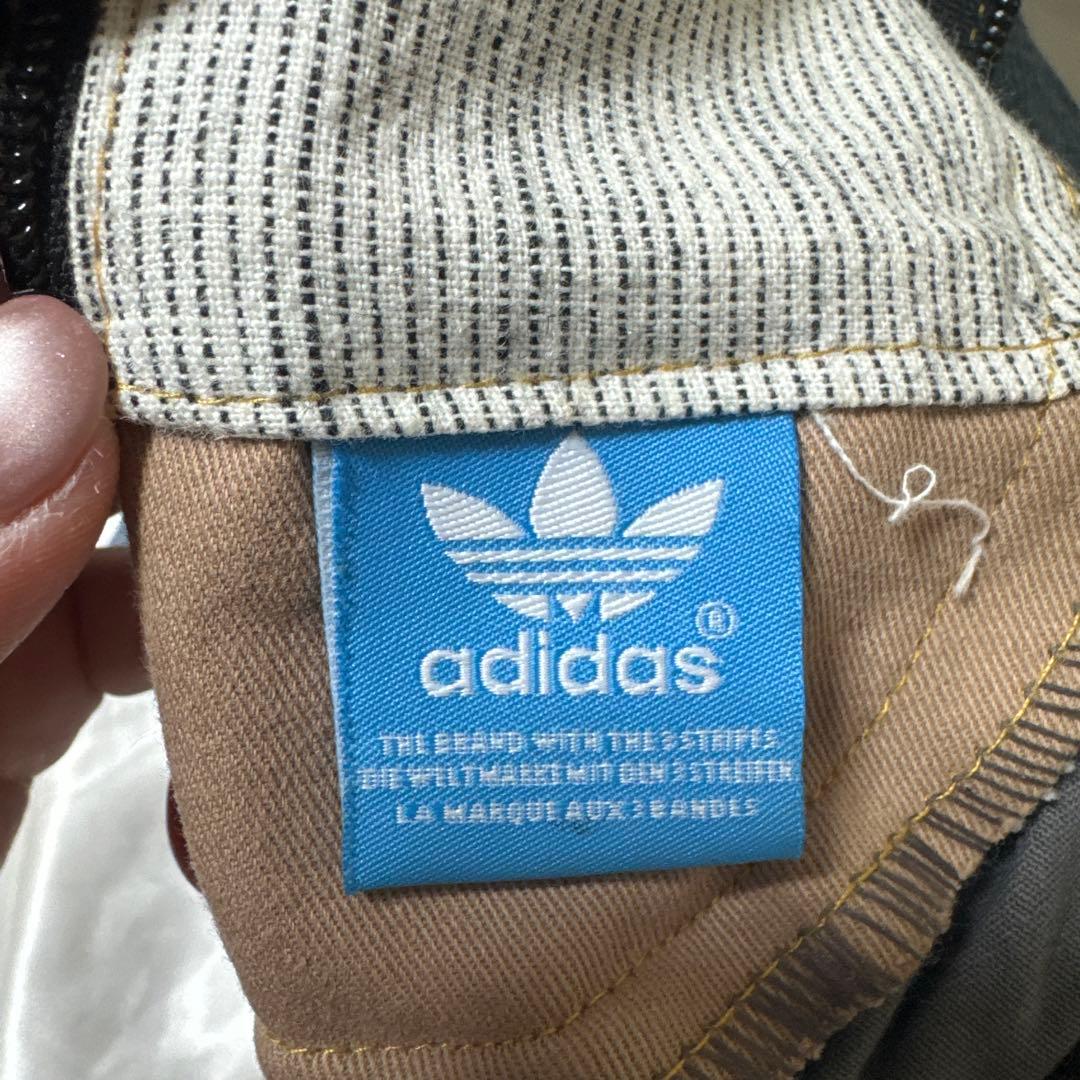 adidas®
THE BRAND WITH THE 3 STRIPES
DIE WELTMARKE MIT DEN 3 STREIFEN
LA MARQUE AUX 3 BANDES